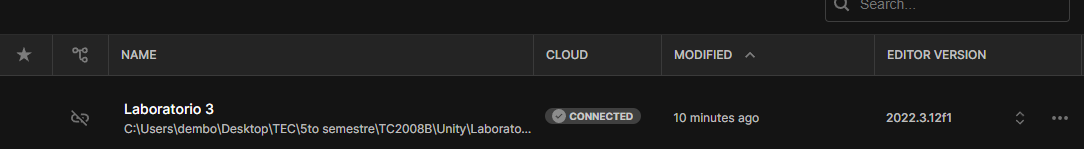 Search...
NAME CLOUD MODIFIED EDITOR VERSION
Laboratorio 3
C:\Users\dembo\Desktop\TEC\5to semestre\TC2008B\Unity\Laborato... CONNECTED 10 minutes ago 2022.3.12f1